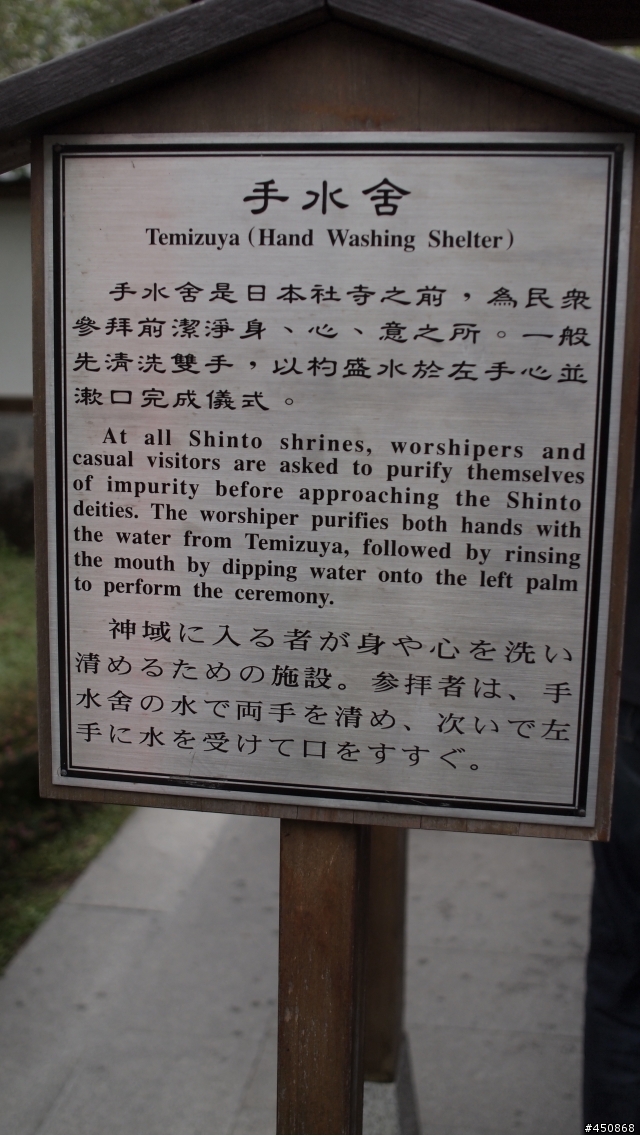 手水舍
Temizuya (Hand Washing Shelter)
手水舍是日本社寺之前，為民眾
參拜前潔淨身、心、意之所。一般
先清洗雙手，以杓盛水於左手心並
漱口完成儀式。
At all Shinto shrines, worshipers and
casual visitors are asked to purify themselves
of impurity before approaching the Shinto
deities. The worshiper purifies both hands with
the water from Temizuya, followed by rinsing
the mouth by dipping water onto the left palm
to perform the ceremony.
神域に入る者が身や心を洗い
清めるための施設。参拝者は、手
水舎の水で両手を清め、次いで左
手に水を受けて口をすすぐ。
#450868